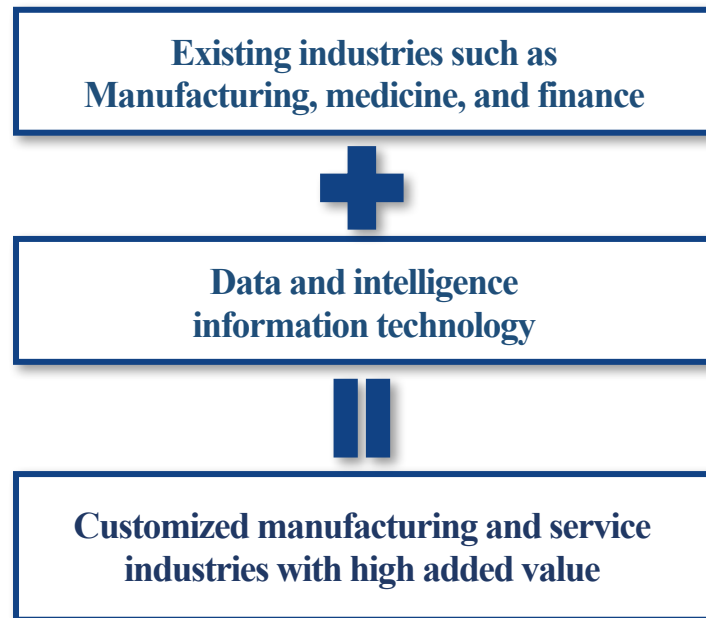 Existing industries such as
Manufacturing, medicine, and finance
Data and intelligence
information technology
Customized manufacturing and service
industries with high added value